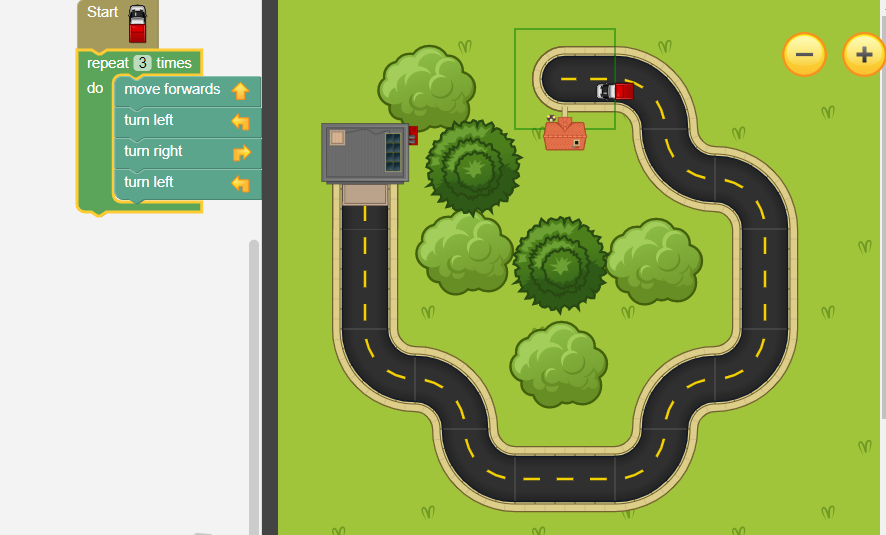 Start
repeat 3 times
do
move forwards
turn left
turn right
turn left